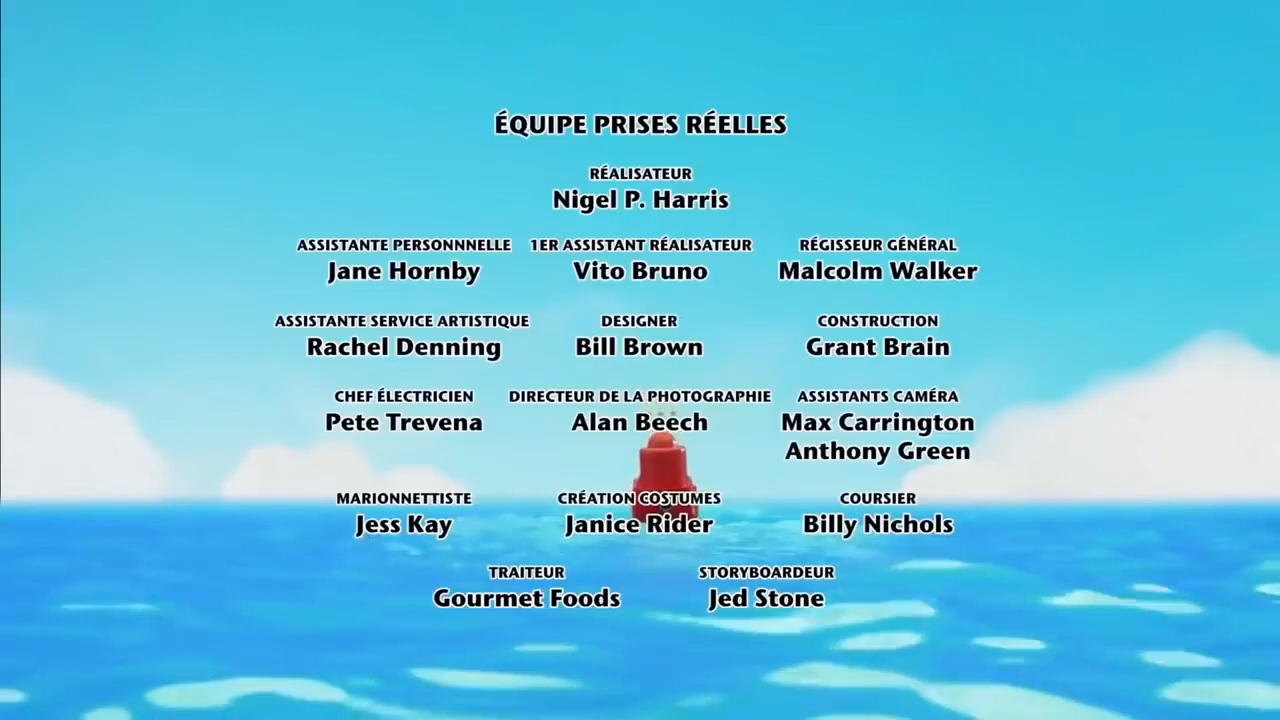 ÉQUIPE PRISES RÉELLES
RÉALISATEUR
Nigel P. Harris
ASSISTANTE PERSONNNELLE
Jane Hornby
1ER ASSISTANT RÉALISATEUR
Vito Bruno
RÉGISSEUR GÉNÉRAL
Malcolm Walker
ASSISTANTE SERVICE ARTISTIQUE
Rachel Denning
DESIGNER
Bill Brown
CONSTRUCTION
Grant Brain
CHEF ÉLECTRICIEN
Pete Trevena
DIRECTEUR DE LA PHOTOGRAPHIE
Alan Beech
ASSISTANTS CAMÉRA
Max Carrington
Anthony Green
MARIONNETTISTE
Jess Kay
CRÉATION COSTUMES
Janice Rider
COURSIER
Billy Nichols
TRAITEUR
Gourmet Foods
STORYBOARDEUR
Jed Stone